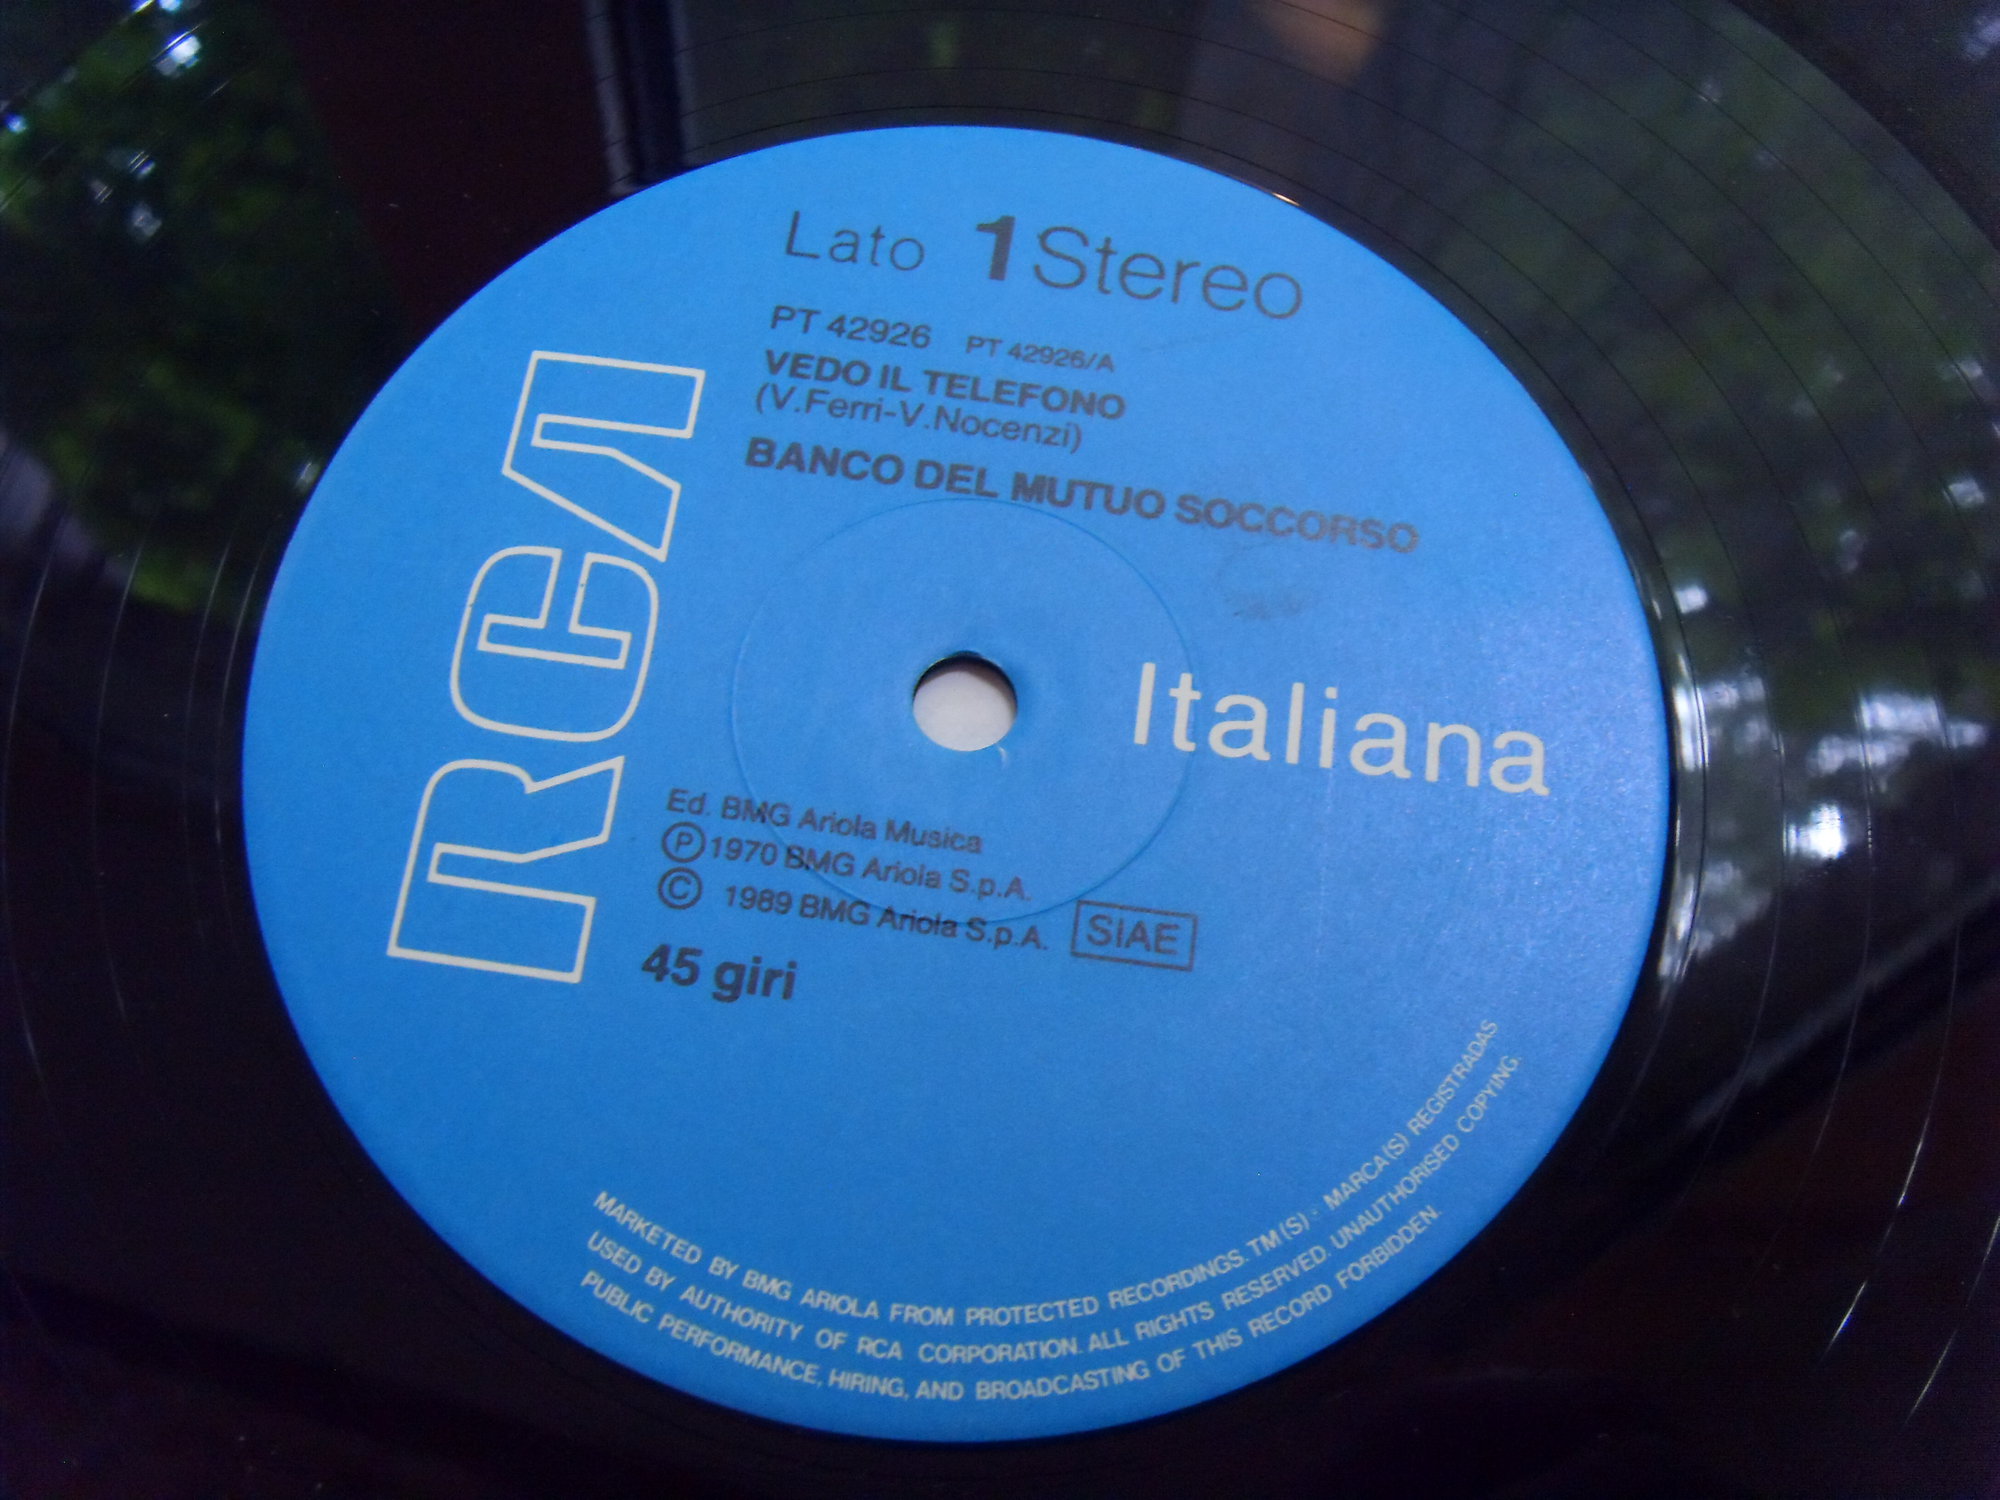 Lato 1 Stereo
PT 42926 PT 42926/A
VEDO IL TELEFONO
(V.Ferri-V.Nocenzi)
BANCO DEL MUTUO SOCCORSO
RCA
Italiana
Ed. BMG Ariola Musica
Ⓟ 1970 BMG Ariola S.p.A.
© 1989 BMG Ariola S.p.A. SIAE
45 giri
MARKETED BY BMG ARIOLA FROM PROTECTED RECORDINGS. TM(S) - MARCA(S) REGISTRADAS
USED BY AUTHORITY OF RCA CORPORATION. ALL RIGHTS RESERVED. UNAUTHORISED COPYING.
PUBLIC PERFORMANCE, HIRING, AND BROADCASTING OF THIS RECORD FORBIDDEN.